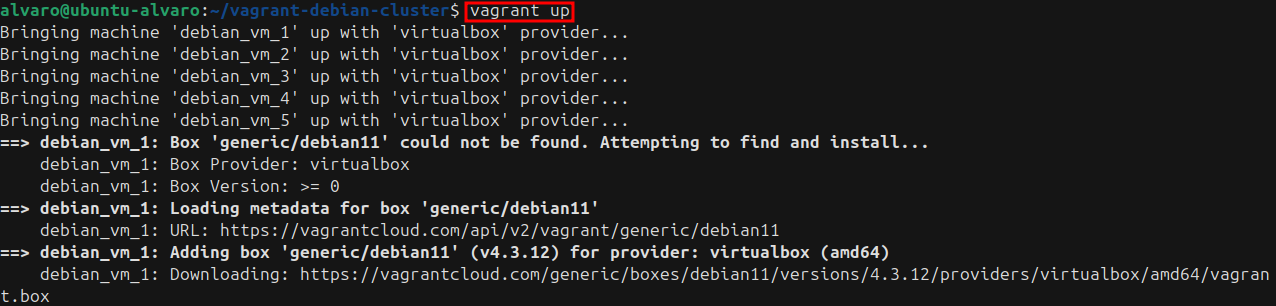 alvaro@ubuntu-alvaro:~/vagrant-debian-cluster$ vagrant up
Bringing machine 'debian_vm_1' up with 'virtualbox' provider...
Bringing machine 'debian_vm_2' up with 'virtualbox' provider...
Bringing machine 'debian_vm_3' up with 'virtualbox' provider...
Bringing machine 'debian_vm_4' up with 'virtualbox' provider...
Bringing machine 'debian_vm_5' up with 'virtualbox' provider...
==> debian_vm_1: Box 'generic/debian11' could not be found. Attempting to find and install...
    debian_vm_1: Box Provider: virtualbox
    debian_vm_1: Box Version: >= 0
==> debian_vm_1: Loading metadata for box 'generic/debian11'
    debian_vm_1: URL: https://vagrantcloud.com/api/v2/vagrant/generic/debian11
==> debian_vm_1: Adding box 'generic/debian11' (v4.3.12) for provider: virtualbox (amd64)
    debian_vm_1: Downloading: https://vagrantcloud.com/generic/boxes/debian11/versions/4.3.12/providers/virtualbox/amd64/vagran
t.box